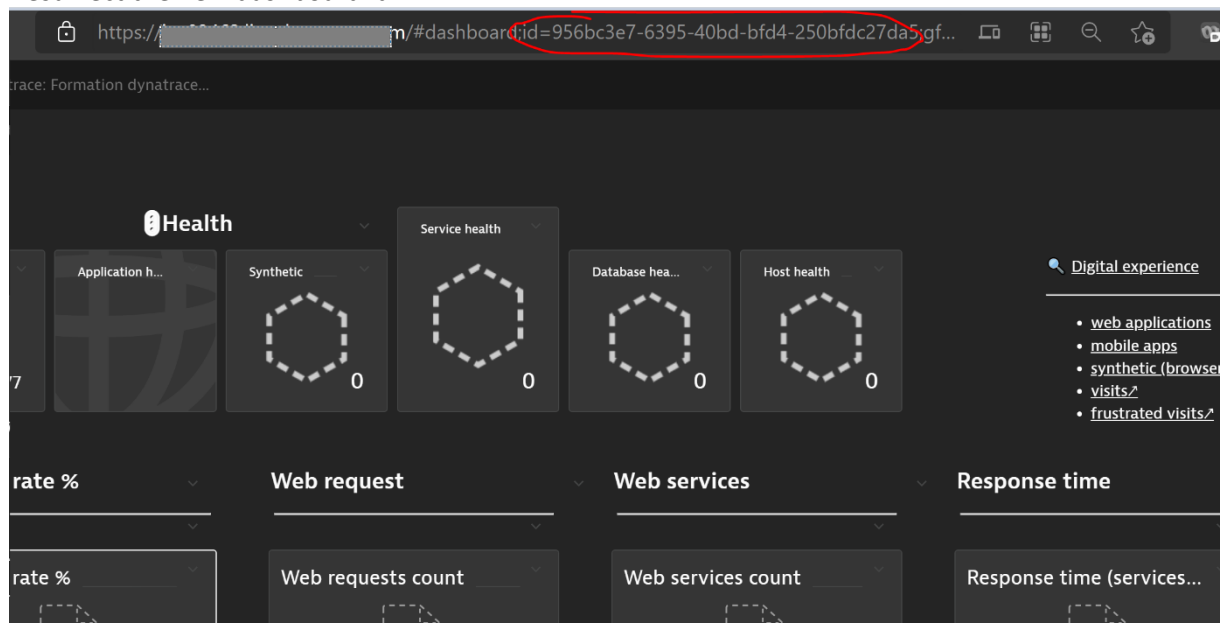 https:// m/#dashboard;id=956bc3e7-6395-40bd-bfd4-250bfdc27da5;gf...
trace: Formation dynatrace...
Health
Service health
Application h...
Synthetic
Database hea...
Host health
Digital experience
web applications
mobile apps
synthetic (browser
visits↗
frustrated visits↗
77
0
0
0
0
rate %
Web request
Web services
Response time
rate %
Web requests count
Web services count
Response time (services...